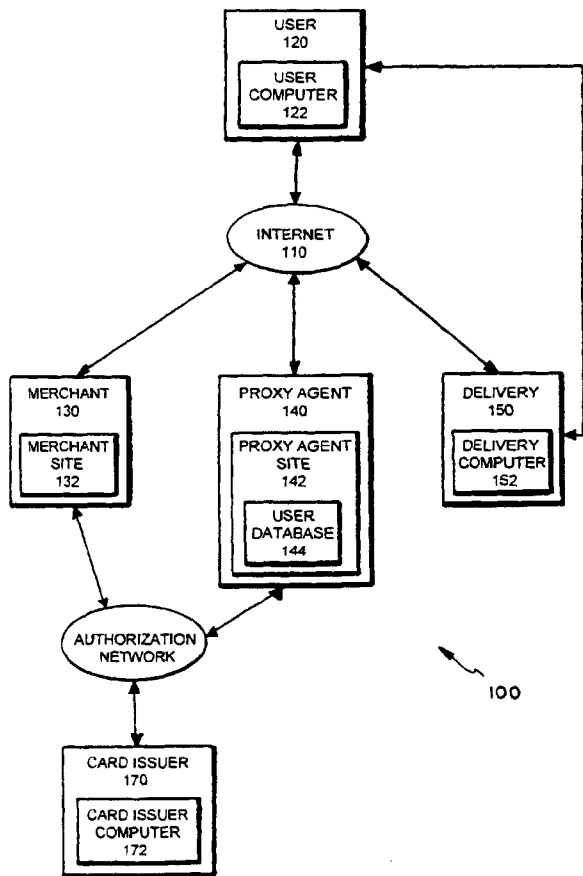 USER
120
USER
COMPUTER
122
INTERNET
110
MERCHANT
130
MERCHANT
SITE
132
PROXY AGENT
140
PROXY AGENT
SITE
142
USER
DATABASE
144
DELIVERY
150
DELIVERY
COMPUTER
152
AUTHORIZATION
NETWORK
100
CARD ISSUER
170
CARD ISSUER
COMPUTER
172